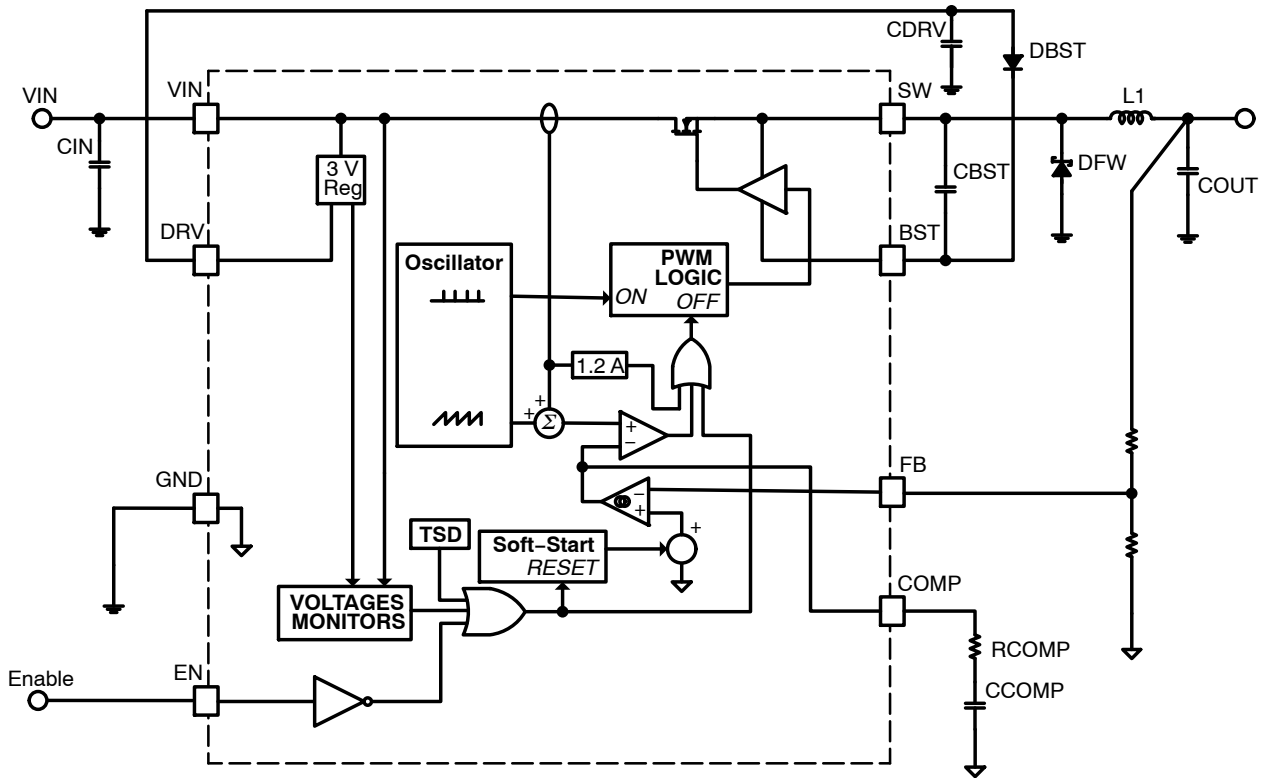 CDRV
DBST
VIN
VIN
SW
L1
CIN
3 V
Reg
CBST
DFW
COUT
DRV
BST
Oscillator
PWM
LOGIC
ON
OFF
1.2 A
+
+
Σ
+
−
GND
FB
−
+
+
TSD
Soft−Start
RESET
COMP
VOLTAGES
MONITORS
RCOMP
EN
Enable
CCOMP